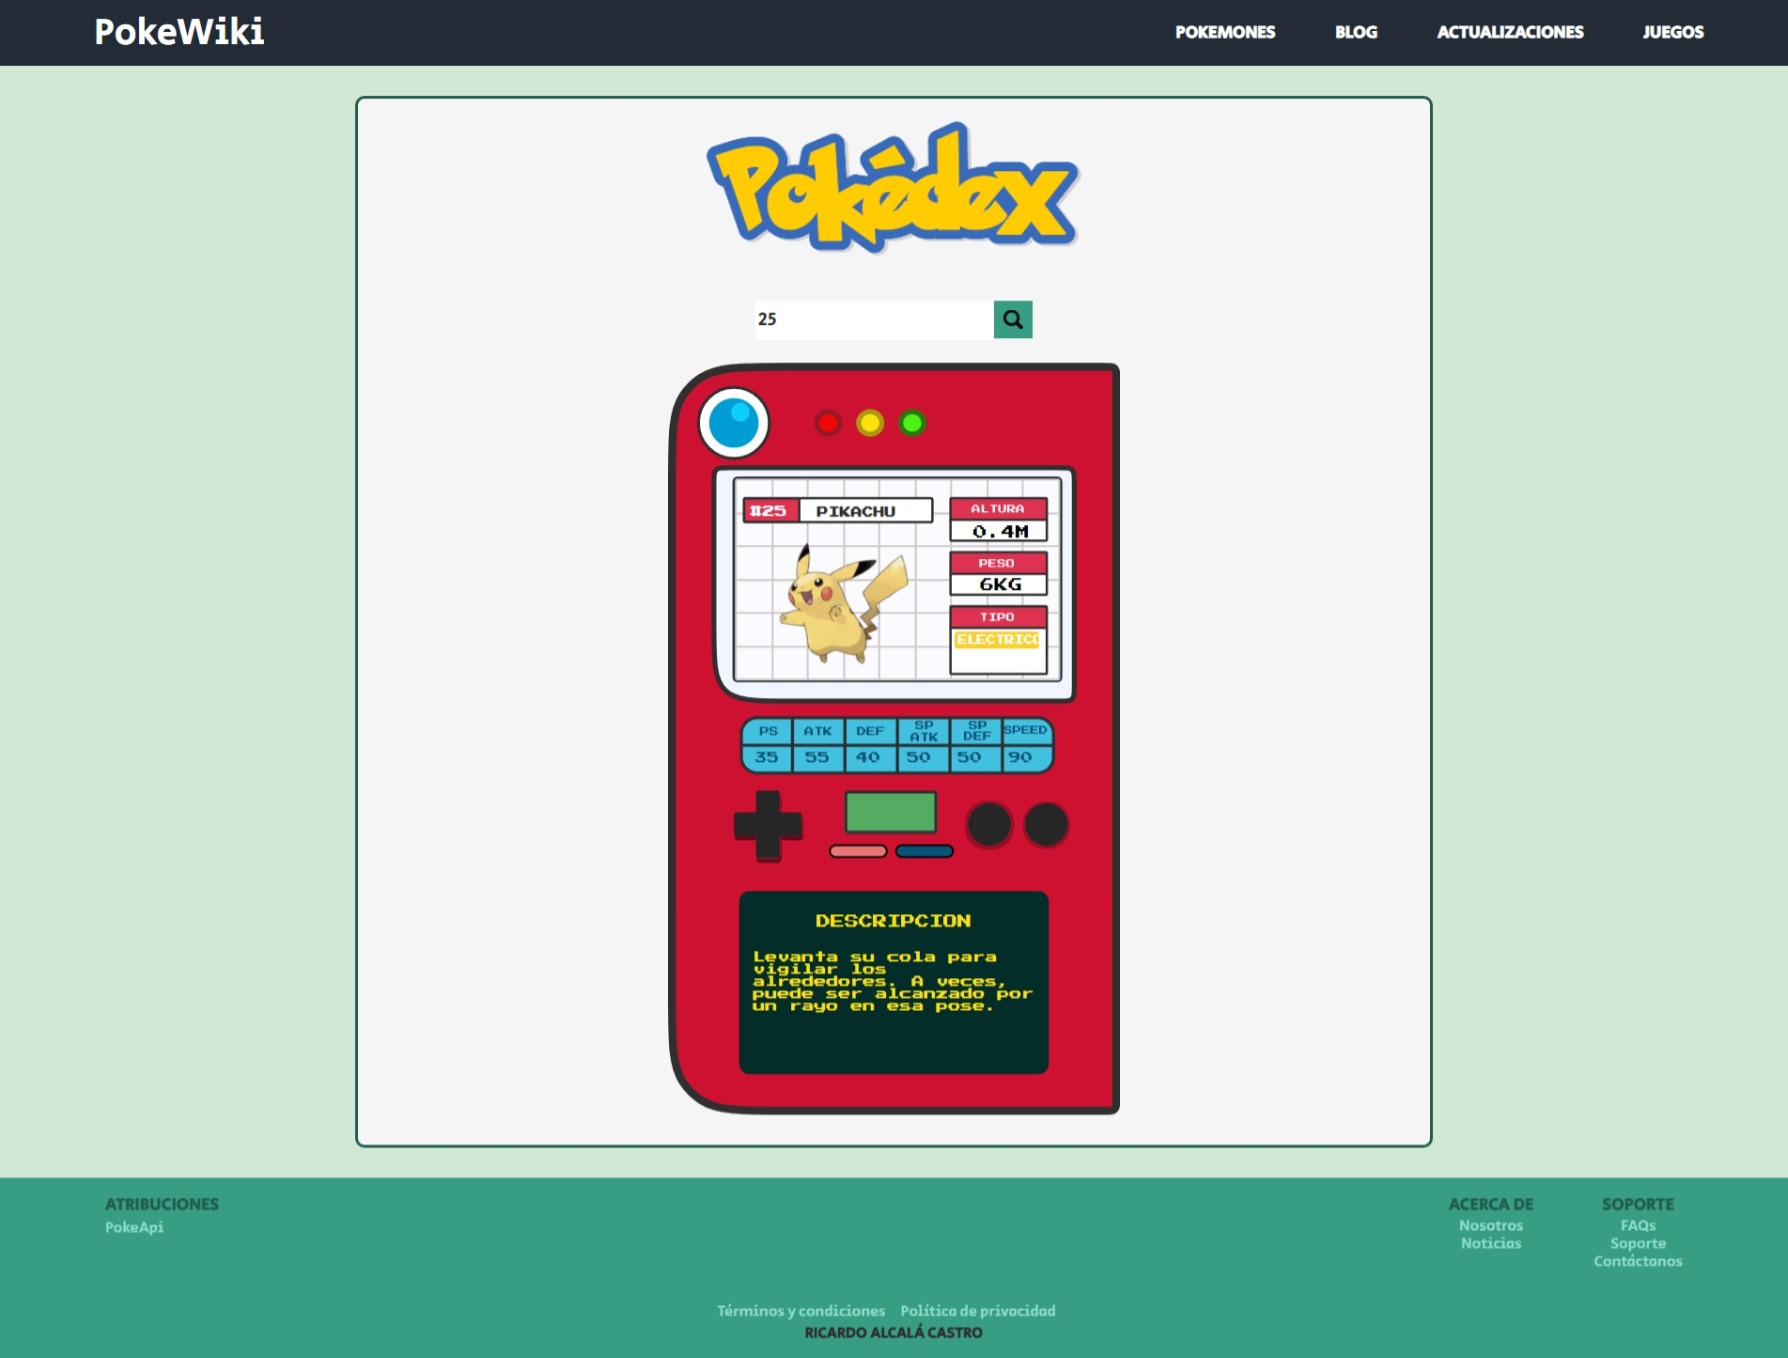 PokeWiki
POKEMONES BLOG ACTUALIZACIONES JUEGOS
Pokédex
25
#25 PIKACHU
ALTURA
0.4M
PESO
6KG
TIPO
ELECTRICO
PS ATK DEF SP ATK SP DEF SPEED
35 55 40 50 50 90
DESCRIPCION
Levanta su cola para
vigilar los
alrededores. A veces,
puede ser alcanzado por
un rayo en esa pose.
ATRIBUCIONES
PokeApi
ACERCA DE
Nosotros
Noticias
SOPORTE
FAQs
Soporte
Contáctanos
Términos y condiciones Política de privacidad
RICARDO ALCALÁ CASTRO